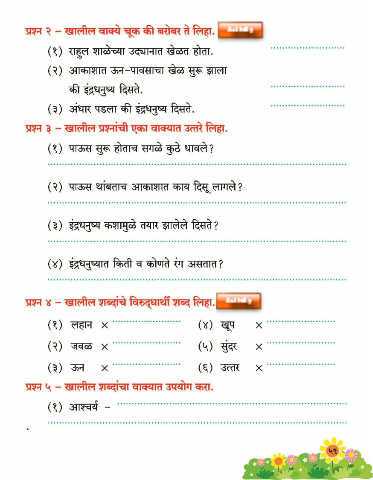 प्रश्न २ – खालील वाक्ये चूक की बरोबर ते लिहा.
(१) राहुल शाळेच्या उद्यानात खेळत होता.
(२) आकाशात ऊन-पावसाचा खेळ सुरू झाला
की इंद्रधनुष्य दिसते.
(३) अंधार पडला की इंद्रधनुष्य दिसते.
प्रश्न ३ – खालील प्रश्नांची एका वाक्यात उत्तरे लिहा.
(१) पाऊस सुरू होताच सगळे कुठे धावले?
(२) पाऊस थांबताच आकाशात काय दिसू लागले?
(३) इंद्रधनुष्य कशामुळे तयार झालेले दिसते?
(४) इंद्रधनुष्यात किती व कोणते रंग असतात?
प्रश्न ४ – खालील शब्दांचे विरुद्धार्थी शब्द लिहा.
(१) लहान × (४) खूप ×
(२) जवळ × (५) सुंदर ×
(३) ऊन × (६) उत्तर ×
प्रश्न ५ – खालील शब्दांचा वाक्यात उपयोग करा.
(१) आश्चर्य –